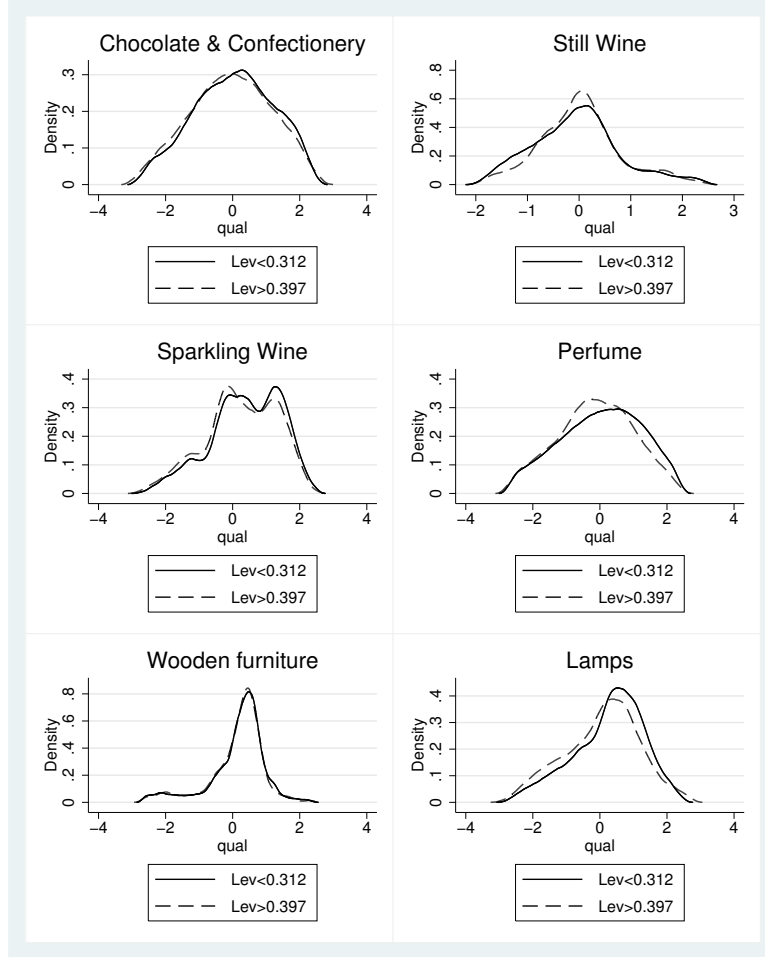 Chocolate & Confectionery
Density
0 .1 .2 .3
−4 −2 0 2 4
qual
Lev<0.312
Lev>0.397
Still Wine
Density
0 .2 .4 .6 .8
−2 −1 0 1 2 3
qual
Lev<0.312
Lev>0.397
Sparkling Wine
Density
0 .1 .2 .3 .4
−4 −2 0 2 4
qual
Lev<0.312
Lev>0.397
Perfume
Density
0 .1 .2 .3 .4
−4 −2 0 2 4
qual
Lev<0.312
Lev>0.397
Wooden furniture
Density
0 .2 .4 .6 .8
−4 −2 0 2 4
qual
Lev<0.312
Lev>0.397
Lamps
Density
0 .1 .2 .3 .4
−4 −2 0 2 4
qual
Lev<0.312
Lev>0.397